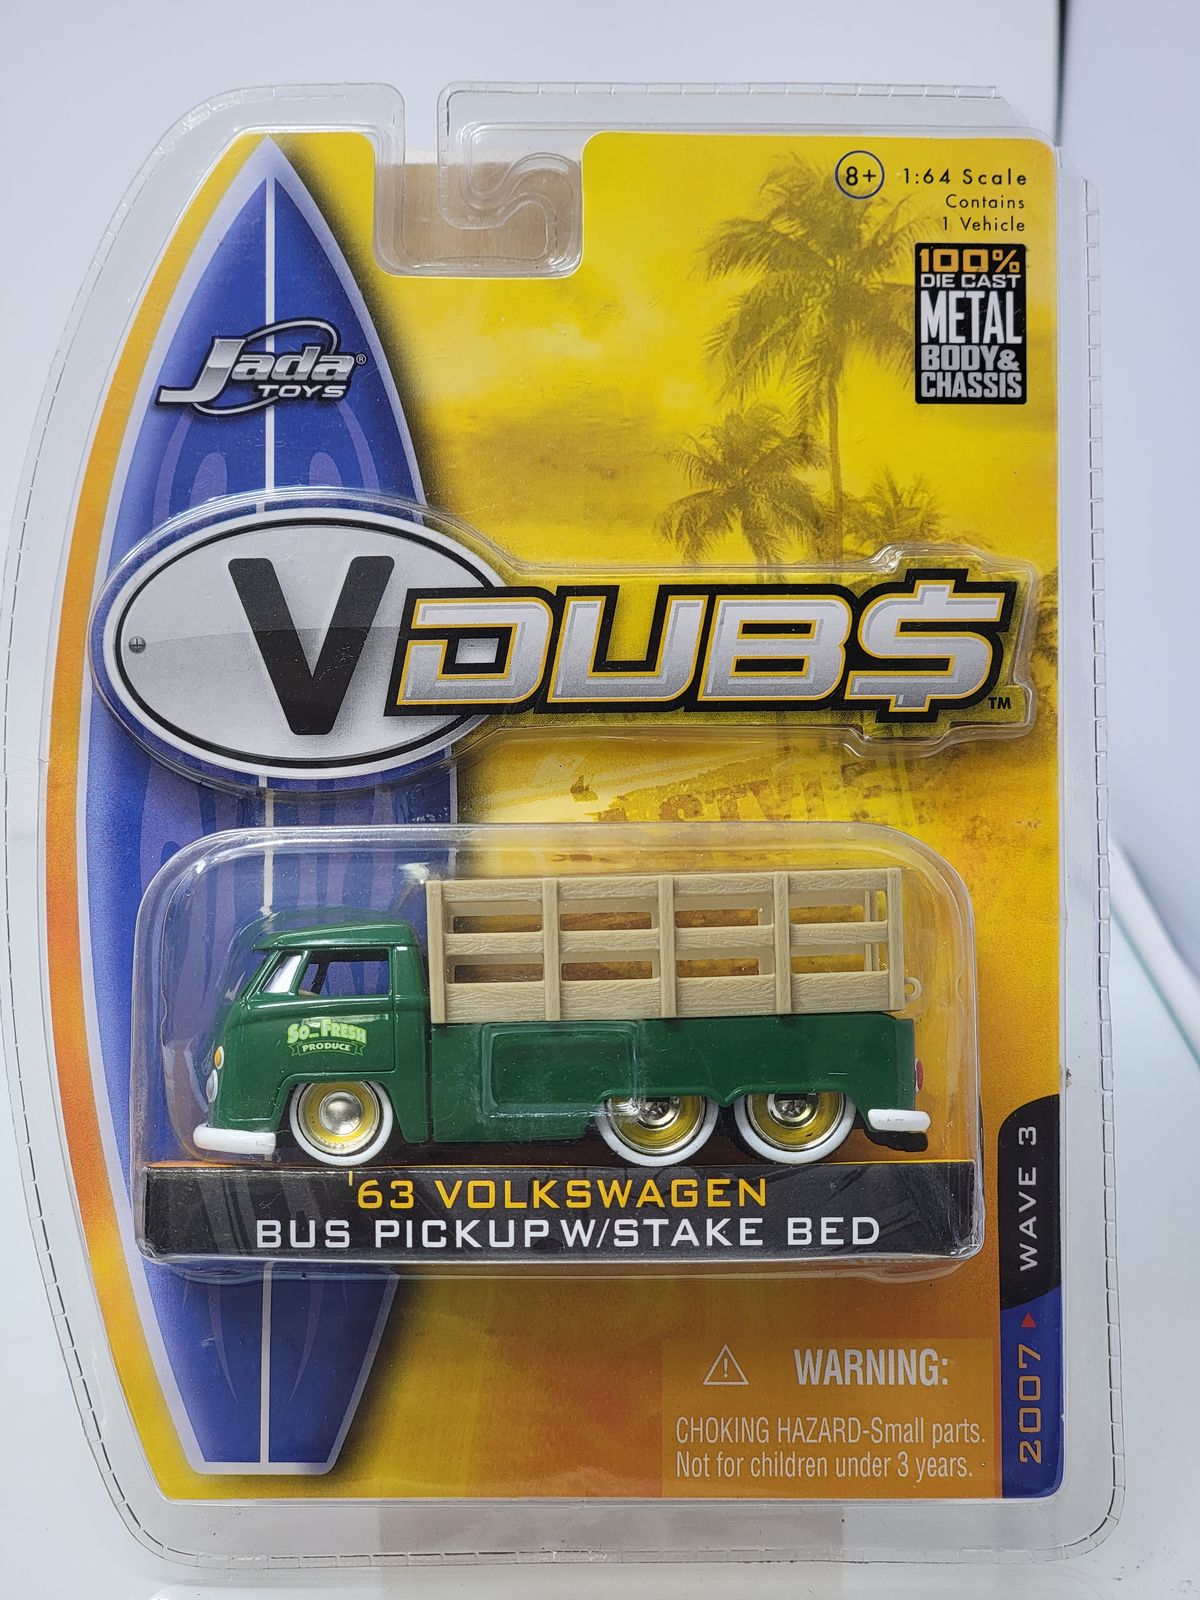 8+ 1:64 Scale
Contains
1 Vehicle
100%
DIE CAST
METAL
BODY&
CHASSIS
Jada®
TOYS
V DUB$™
SO... FRESH
PRODUCE
'63 VOLKSWAGEN
BUS PICKUP W/STAKE BED
2007 WAVE 3
WARNING:
CHOKING HAZARD-Small parts.
Not for children under 3 years.